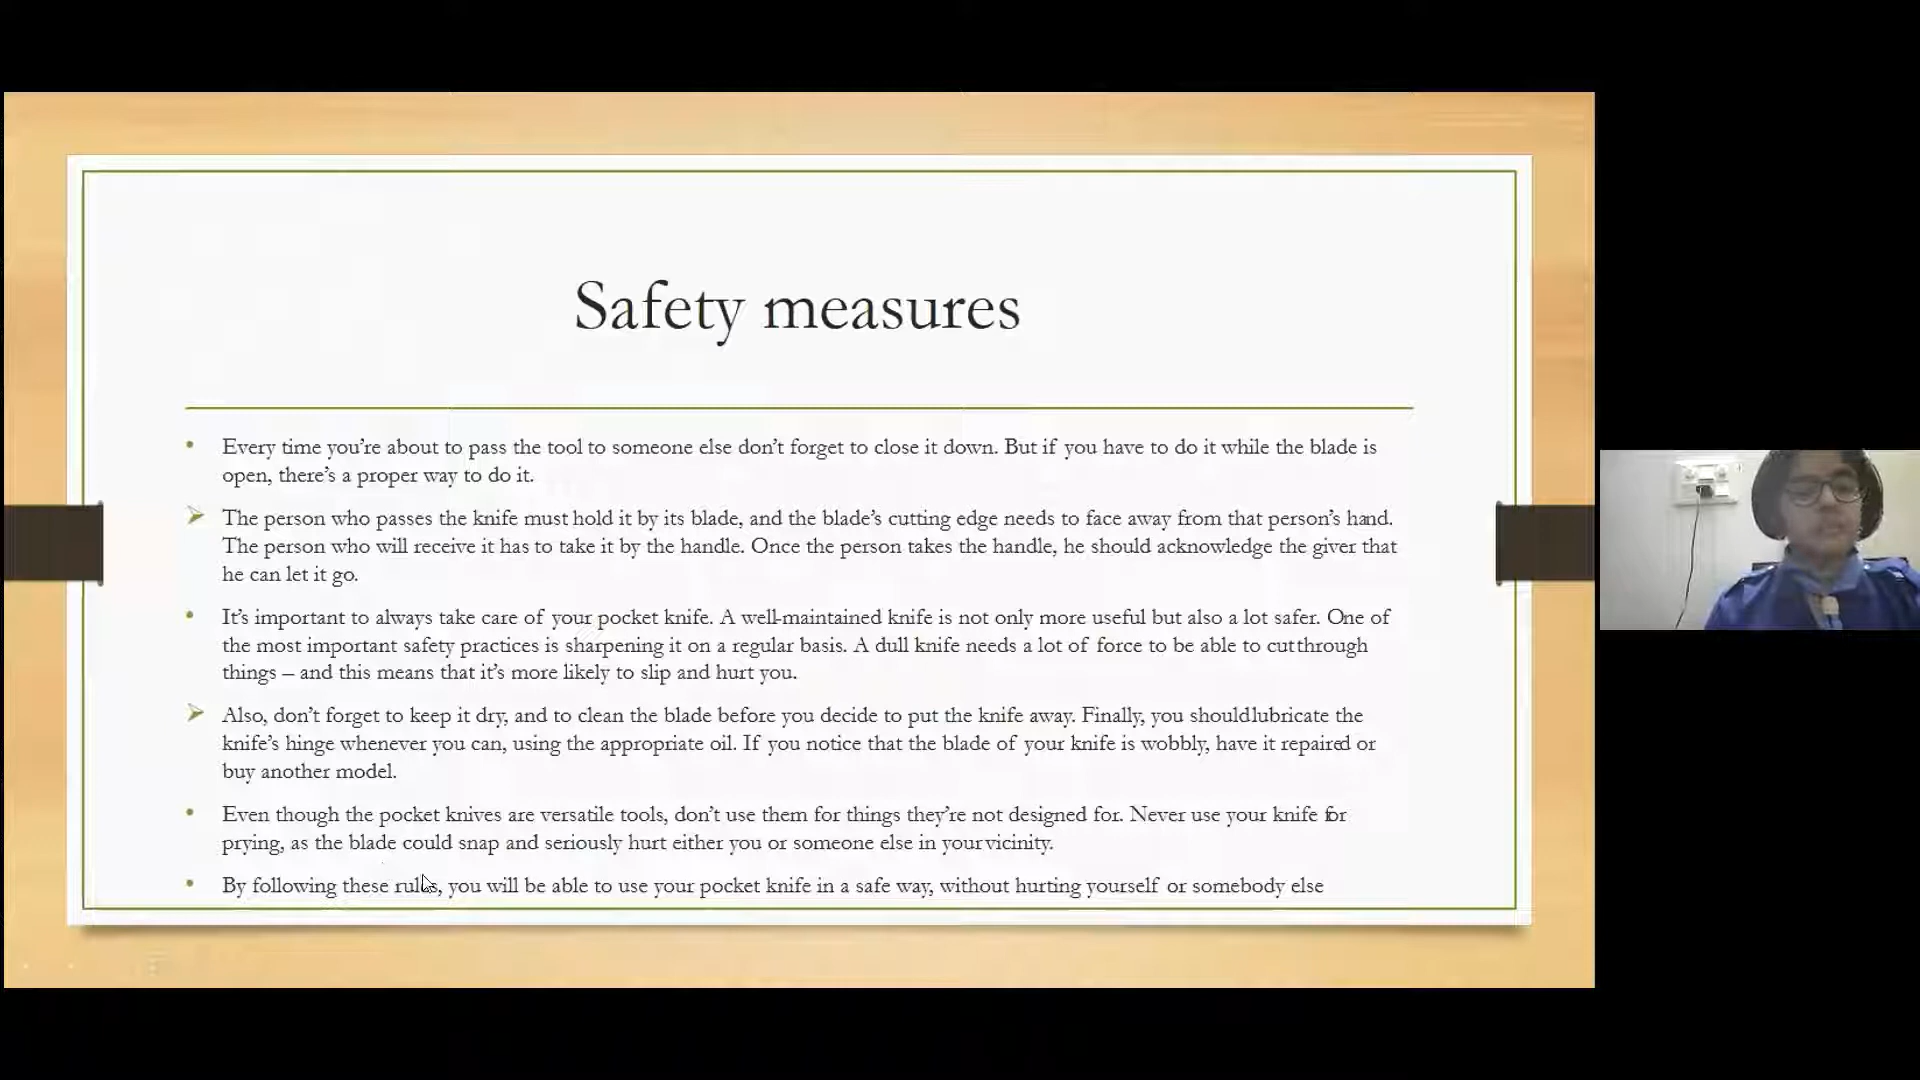 Safety measures
• Every time you're about to pass the tool to someone else don't forget to close it down. But if you have to do it while the blade is
open, there's a proper way to do it.
➢ The person who passes the knife must hold it by its blade, and the blade's cutting edge needs to face away from that person's hand.
The person who will receive it has to take it by the handle. Once the person takes the handle, he should acknowledge the giver that
he can let it go.
• It's important to always take care of your pocket knife. A well-maintained knife is not only more useful but also a lot safer. One of
the most important safety practices is sharpening it on a regular basis. A dull knife needs a lot of force to be able to cut through
things – and this means that it's more likely to slip and hurt you.
➢ Also, don't forget to keep it dry, and to clean the blade before you decide to put the knife away. Finally, you should lubricate the
knife's hinge whenever you can, using the appropriate oil. If you notice that the blade of your knife is wobbly, have it repaired or
buy another model.
• Even though the pocket knives are versatile tools, don't use them for things they're not designed for. Never use your knife for
prying, as the blade could snap and seriously hurt either you or someone else in your vicinity.
• By following these rules, you will be able to use your pocket knife in a safe way, without hurting yourself or somebody else